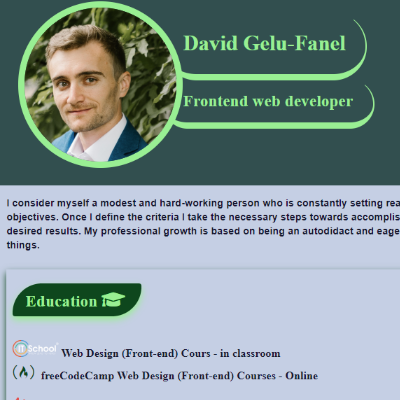 David Gelu-Fanel
Frontend web developer
I consider myself a modest and hard-working person who is constantly setting
objectives. Once I define the criteria I take the necessary steps towards
desired results. My professional growth is based on being an autodidact and
things.
Education
IT School
Web Design (Front-end) Cours - in classroom
freeCodeCamp Web Design (Front-end) Courses - Online